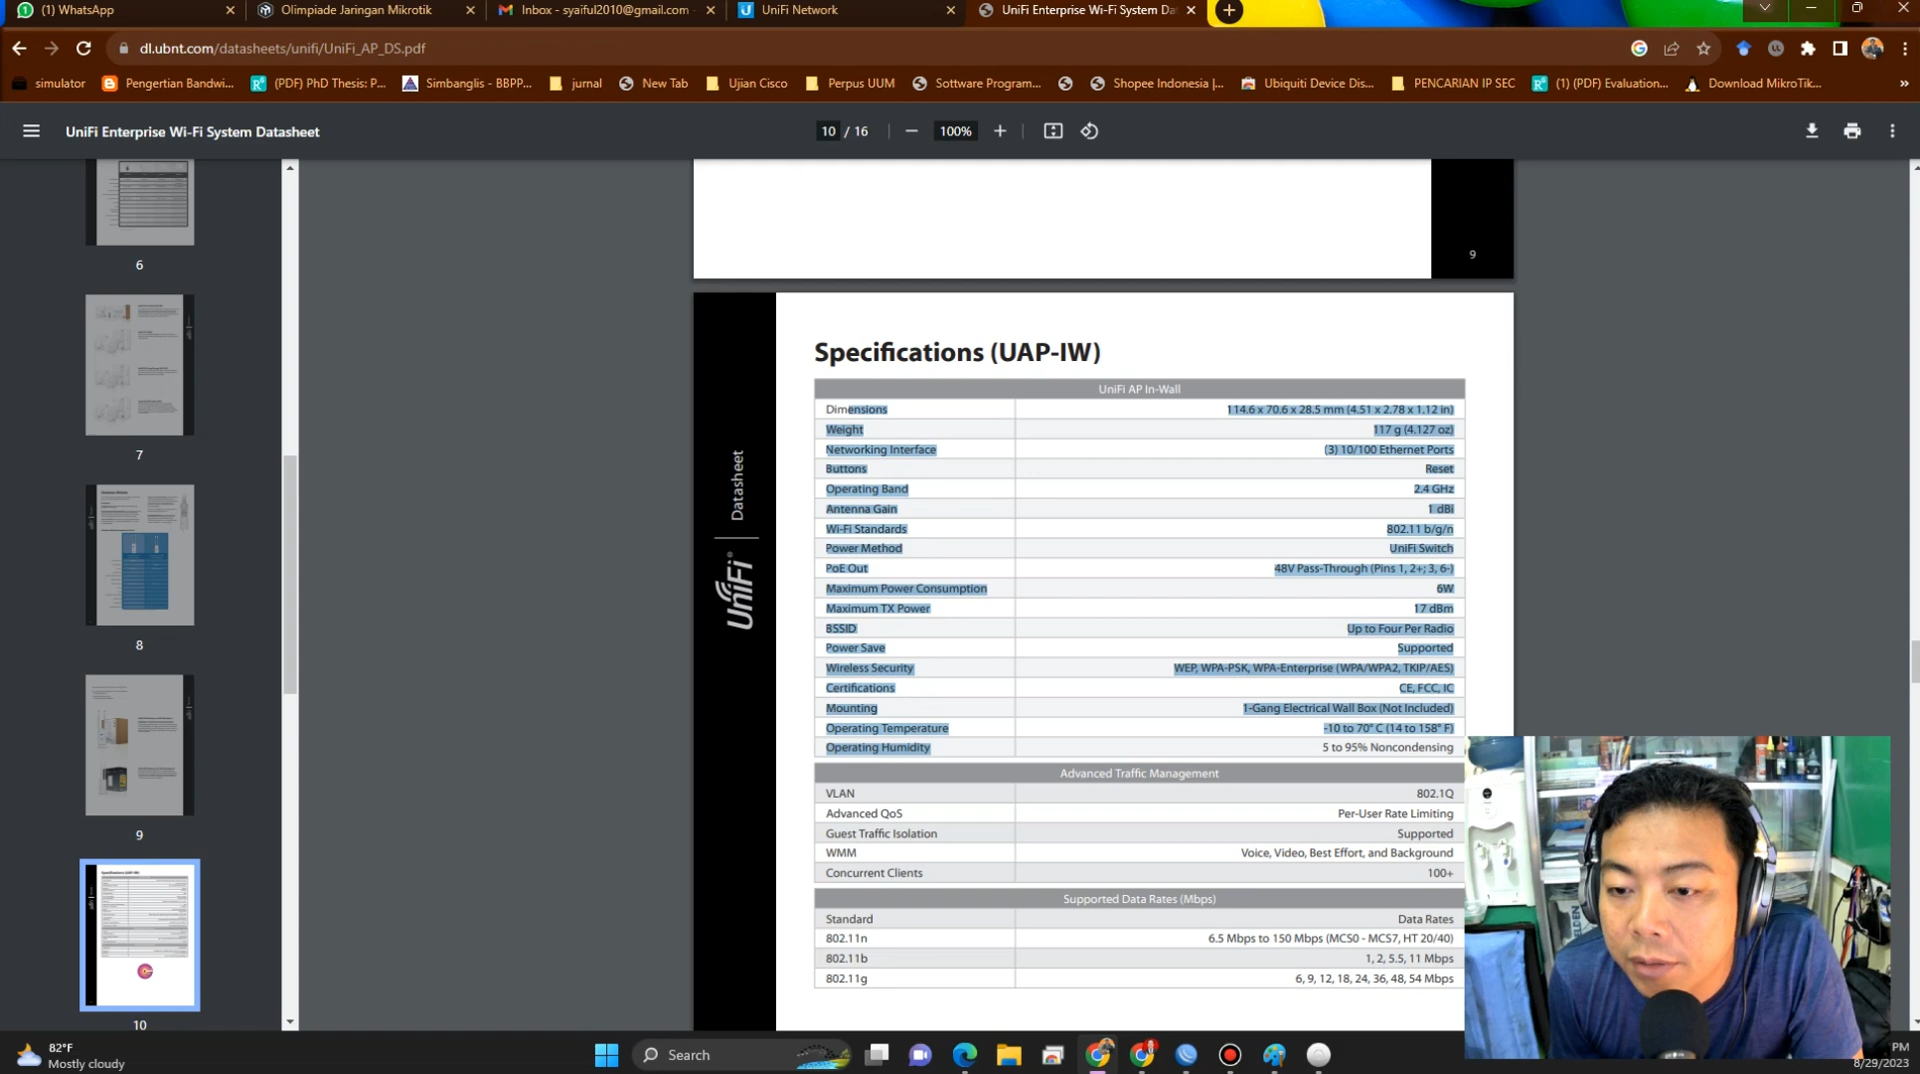 (1) WhatsApp
Olimpiade Jaringan Mikrotik
Inbox - syaiful2010@gmail.com
UniFi Network
UniFi Enterprise Wi-Fi System Da
dl.ubnt.com/datasheets/unifi/UniFi_AP_DS.pdf
simulator
Pengertian Bandwi...
(PDF) PhD Thesis: P...
Simbanglis - BBPP...
jurnal
New Tab
Ujian Cisco
Perpus UUM
Sottware Program...
Shopee Indonesia |...
Ubiquiti Device Dis...
PENCARIAN IP SEC
(1) (PDF) Evaluation...
Download MikroTik...
»
UniFi Enterprise Wi-Fi System Datasheet
10 / 16
100%
6
7
8
9
10
9
Datasheet
UniFi
Specifications (UAP-IW)
UniFi AP In-Wall
Dimensions 114.6 x 70.6 x 28.5 mm (4.51 x 2.78 x 1.12 in)
Weight 117 g (4.127 oz)
Networking Interface (3) 10/100 Ethernet Ports
Buttons Reset
Operating Band 2.4 GHz
Antenna Gain 1 dBi
Wi-Fi Standards 802.11 b/g/n
Power Method UniFi Switch
PoE Out 48V Pass-Through (Pins 1, 2+; 3, 6-)
Maximum Power Consumption 6W
Maximum TX Power 17 dBm
BSSID Up to Four Per Radio
Power Save Supported
Wireless Security WEP, WPA-PSK, WPA-Enterprise (WPA/WPA2, TKIP/AES)
Certifications CE, FCC, IC
Mounting 1-Gang Electrical Wall Box (Not Included)
Operating Temperature -10 to 70° C (14 to 158° F)
Operating Humidity 5 to 95% Noncondensing
Advanced Traffic Management
VLAN 802.1Q
Advanced QoS Per-User Rate Limiting
Guest Traffic Isolation Supported
WMM Voice, Video, Best Effort, and Background
Concurrent Clients 100+
Supported Data Rates (Mbps)
Standard Data Rates
802.11n 6.5 Mbps to 150 Mbps (MCS0 - MCS7, HT 20/40)
802.11b 1, 2, 5.5, 11 Mbps
802.11g 6, 9, 12, 18, 24, 36, 48, 54 Mbps
82°F
Mostly cloudy
Search
PM
8/29/2023